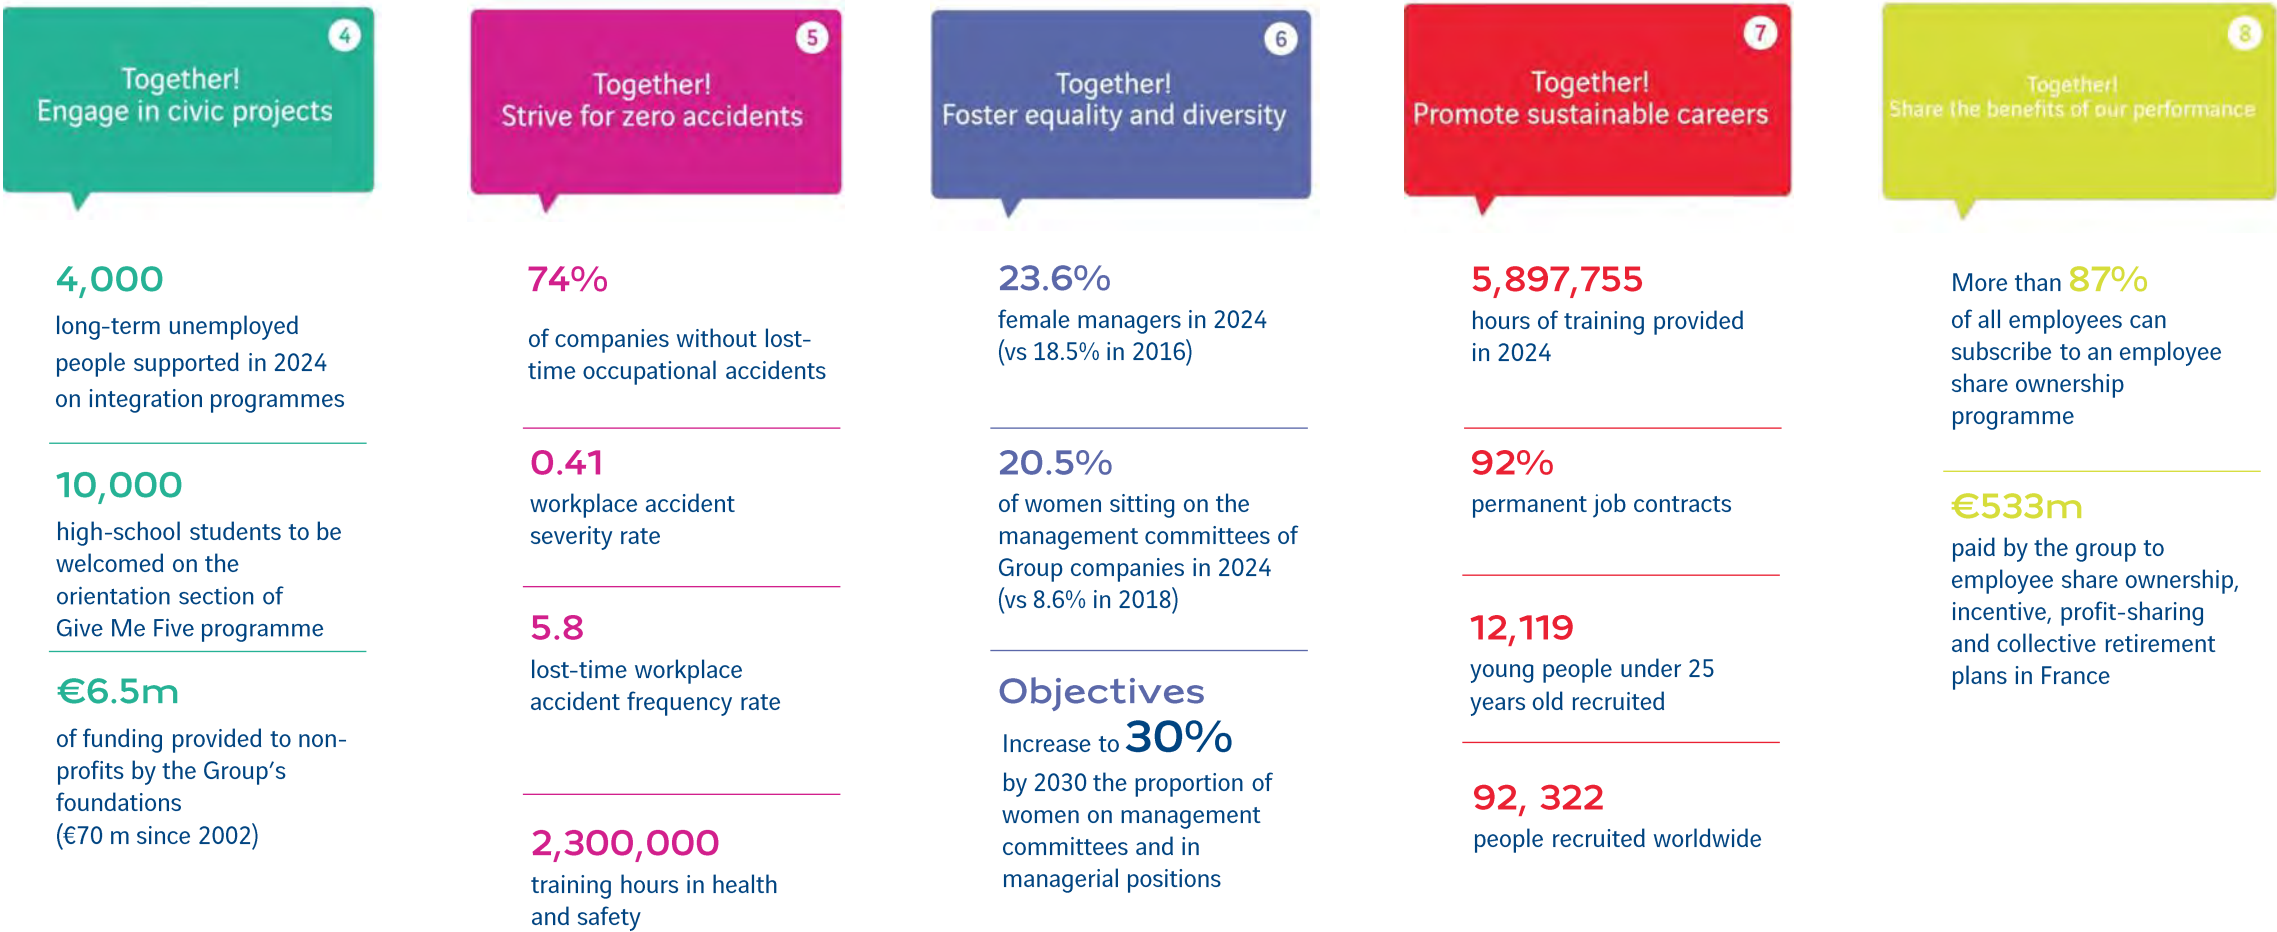 4
Together!
Engage in civic projects
4,000
long-term unemployed
people supported in 2024
on integration programmes
10,000
high-school students to be
welcomed on the
orientation section of
Give Me Five programme
€6.5m
of funding provided to non-
profits by the Group's
foundations
(€70 m since 2002)
5
Together!
Strive for zero accidents
74%
of companies without lost-
time occupational accidents
0.41
workplace accident
severity rate
5.8
lost-time workplace
accident frequency rate
2,300,000
training hours in health
and safety
6
Together!
Foster equality and diversity
23.6%
female managers in 2024
(vs 18.5% in 2016)
20.5%
of women sitting on the
management committees of
Group companies in 2024
(vs 8.6% in 2018)
Objectives
Increase to 30%
by 2030 the proportion of
women on management
committees and in
managerial positions
7
Together!
Promote sustainable careers
5,897,755
hours of training provided
in 2024
92%
permanent job contracts
12,119
young people under 25
years old recruited
92, 322
people recruited worldwide
8
Together!
Share the benefits of our performance
More than 87%
of all employees can
subscribe to an employee
share ownership
programme
€533m
paid by the group to
employee share ownership,
incentive, profit-sharing
and collective retirement
plans in France